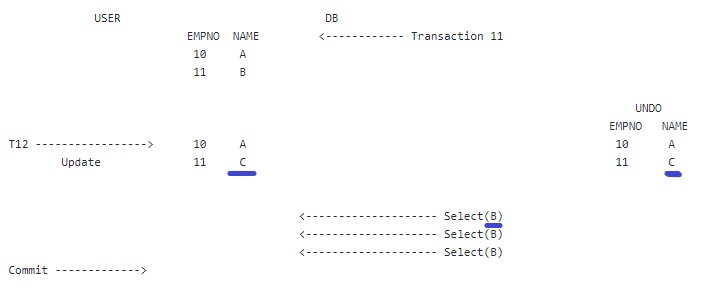 USER DB
EMPNO NAME <------------ Transaction 11
10 A
11 B
UNDO
EMPNO NAME
T12 -----------------> 10 A 10 A
Update 11 C 11 C
<------------------- Select(B)
<------------------- Select(B)
<------------------- Select(B)
Commit ------------->